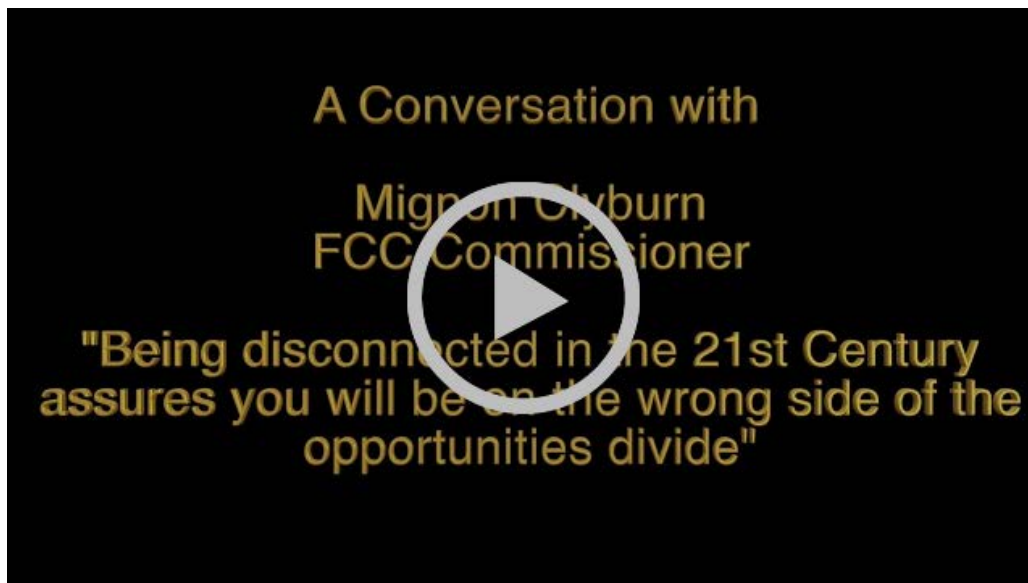 A Conversation with
Mignon Clyburn
FCC Commissioner
"Being disconnected in the 21st Century
assures you will be on the wrong side of the
opportunities divide"